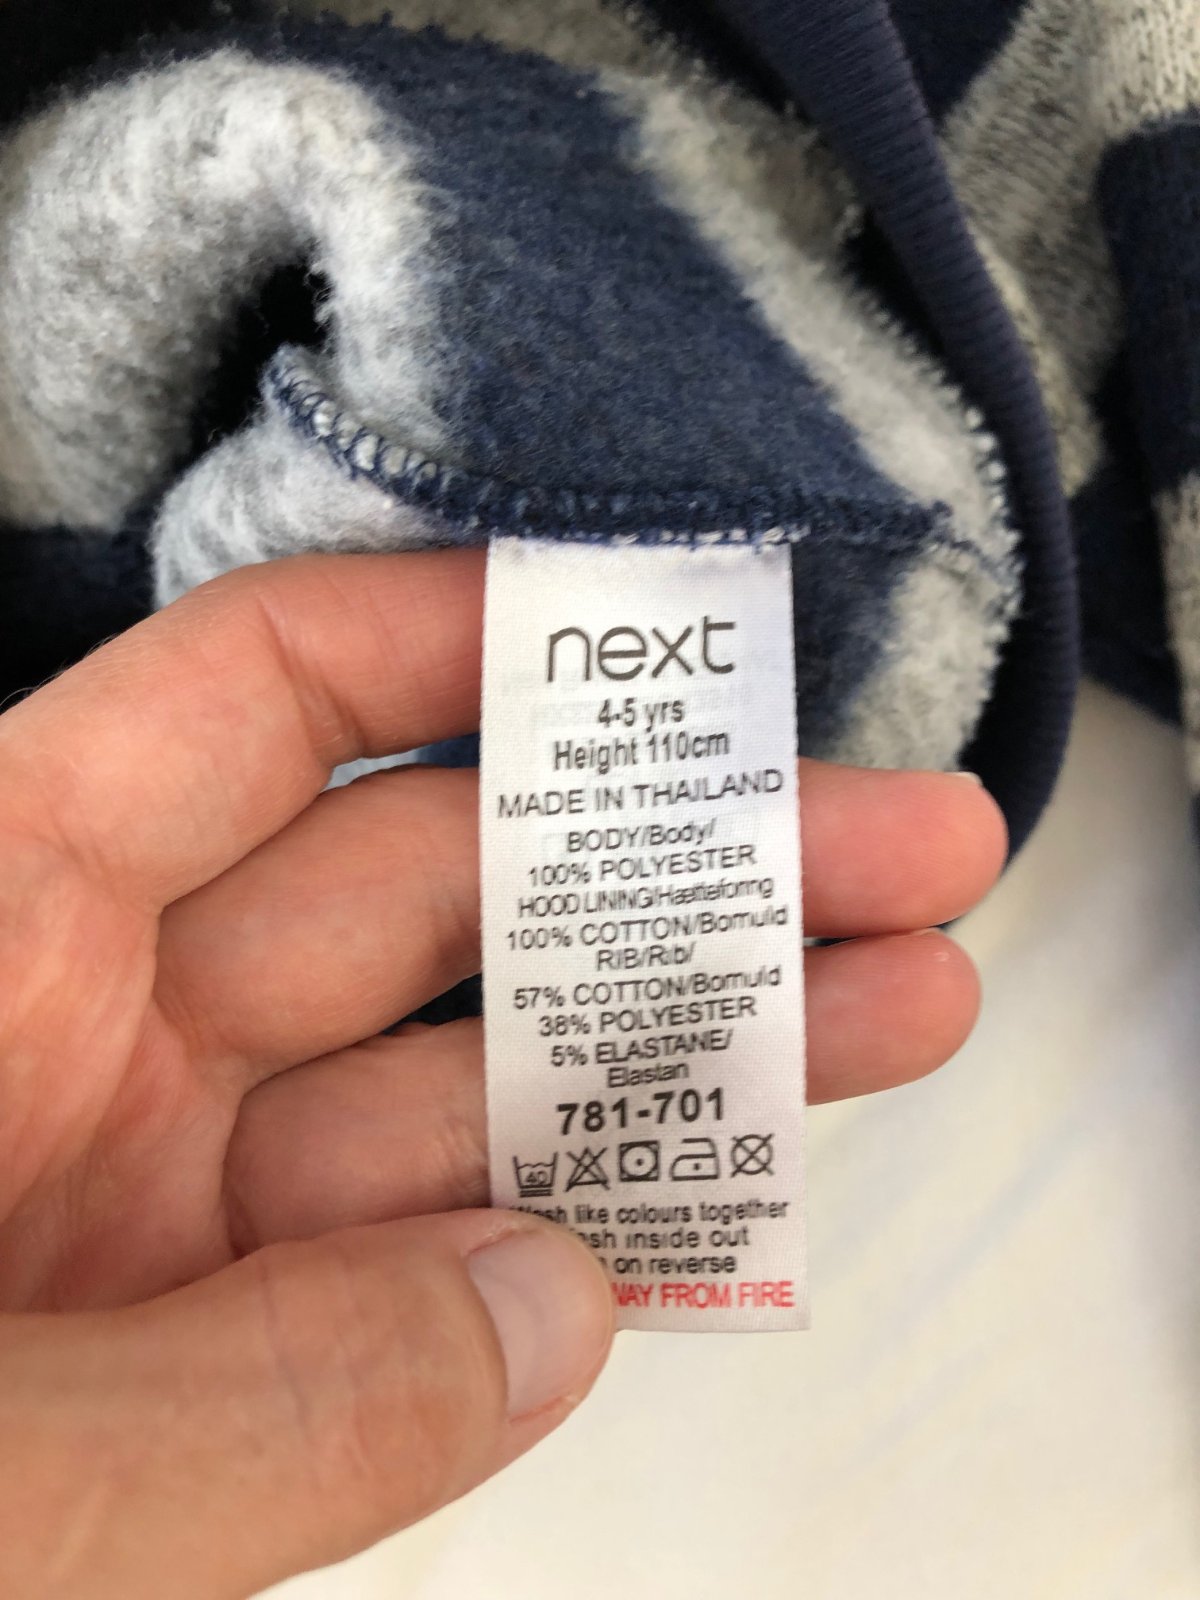 next
4-5 yrs
Height 110cm
MADE IN THAILAND
BODY/Body/
100% POLYESTER
HOOD LINING/Hætteforing
100% COTTON/Bomuld
RIB/Rib/
57% COTTON/Bomuld
38% POLYESTER
5% ELASTANE/
Elastan
781-701
40
Wash like colours together
inside out
on reverse
FROM FIRE